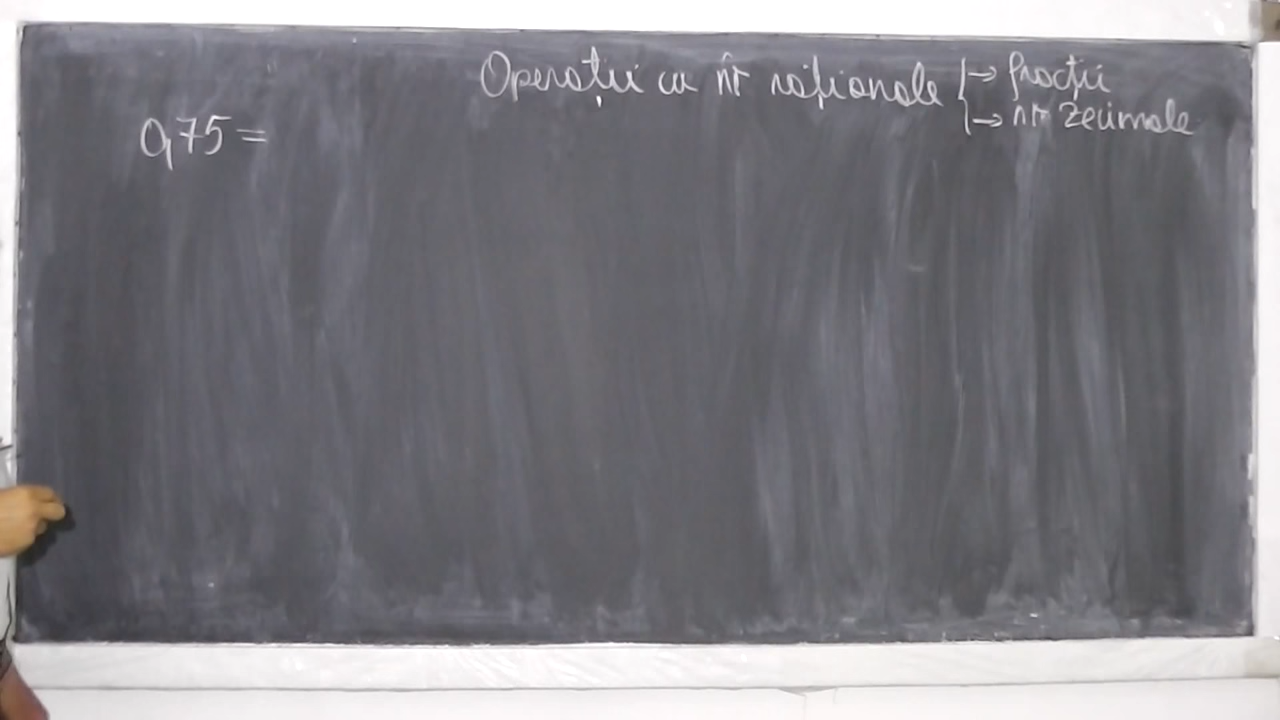 Operații cu nr raționale { → fracții
→ nr zecimale
0,75 =